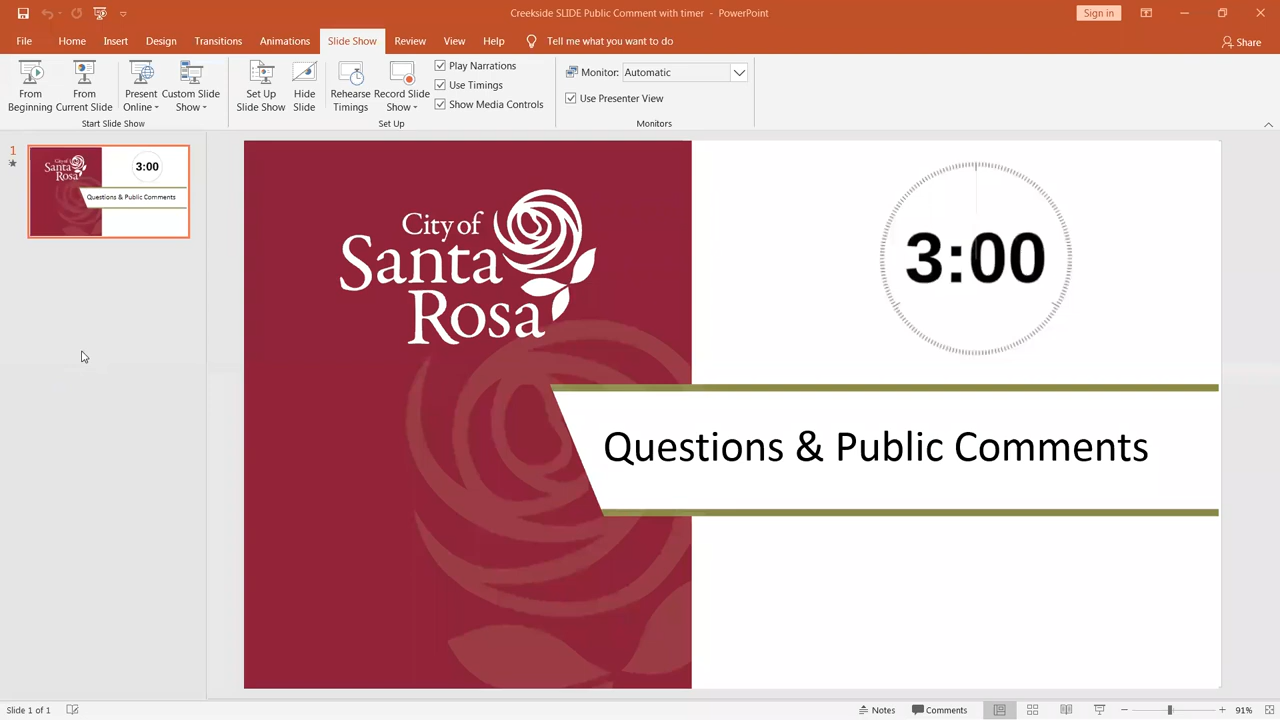 Creekside SLIDE Public Comment with timer - PowerPoint
Sign in
File Home Insert Design Transitions Animations Slide Show Review View Help Tell me what you want to do
Share
From Beginning
From Current Slide
Present Online
Custom Slide Show
Start Slide Show
Set Up Slide Show
Hide Slide
Rehearse Timings
Record Slide Show
Play Narrations
Use Timings
Show Media Controls
Set Up
Monitor: Automatic
Use Presenter View
Monitors
1
City of
Santa
Rosa
3:00
Questions & Public Comments
City of
Santa
Rosa
3:00
Questions & Public Comments
Slide 1 of 1
Notes
Comments
91%